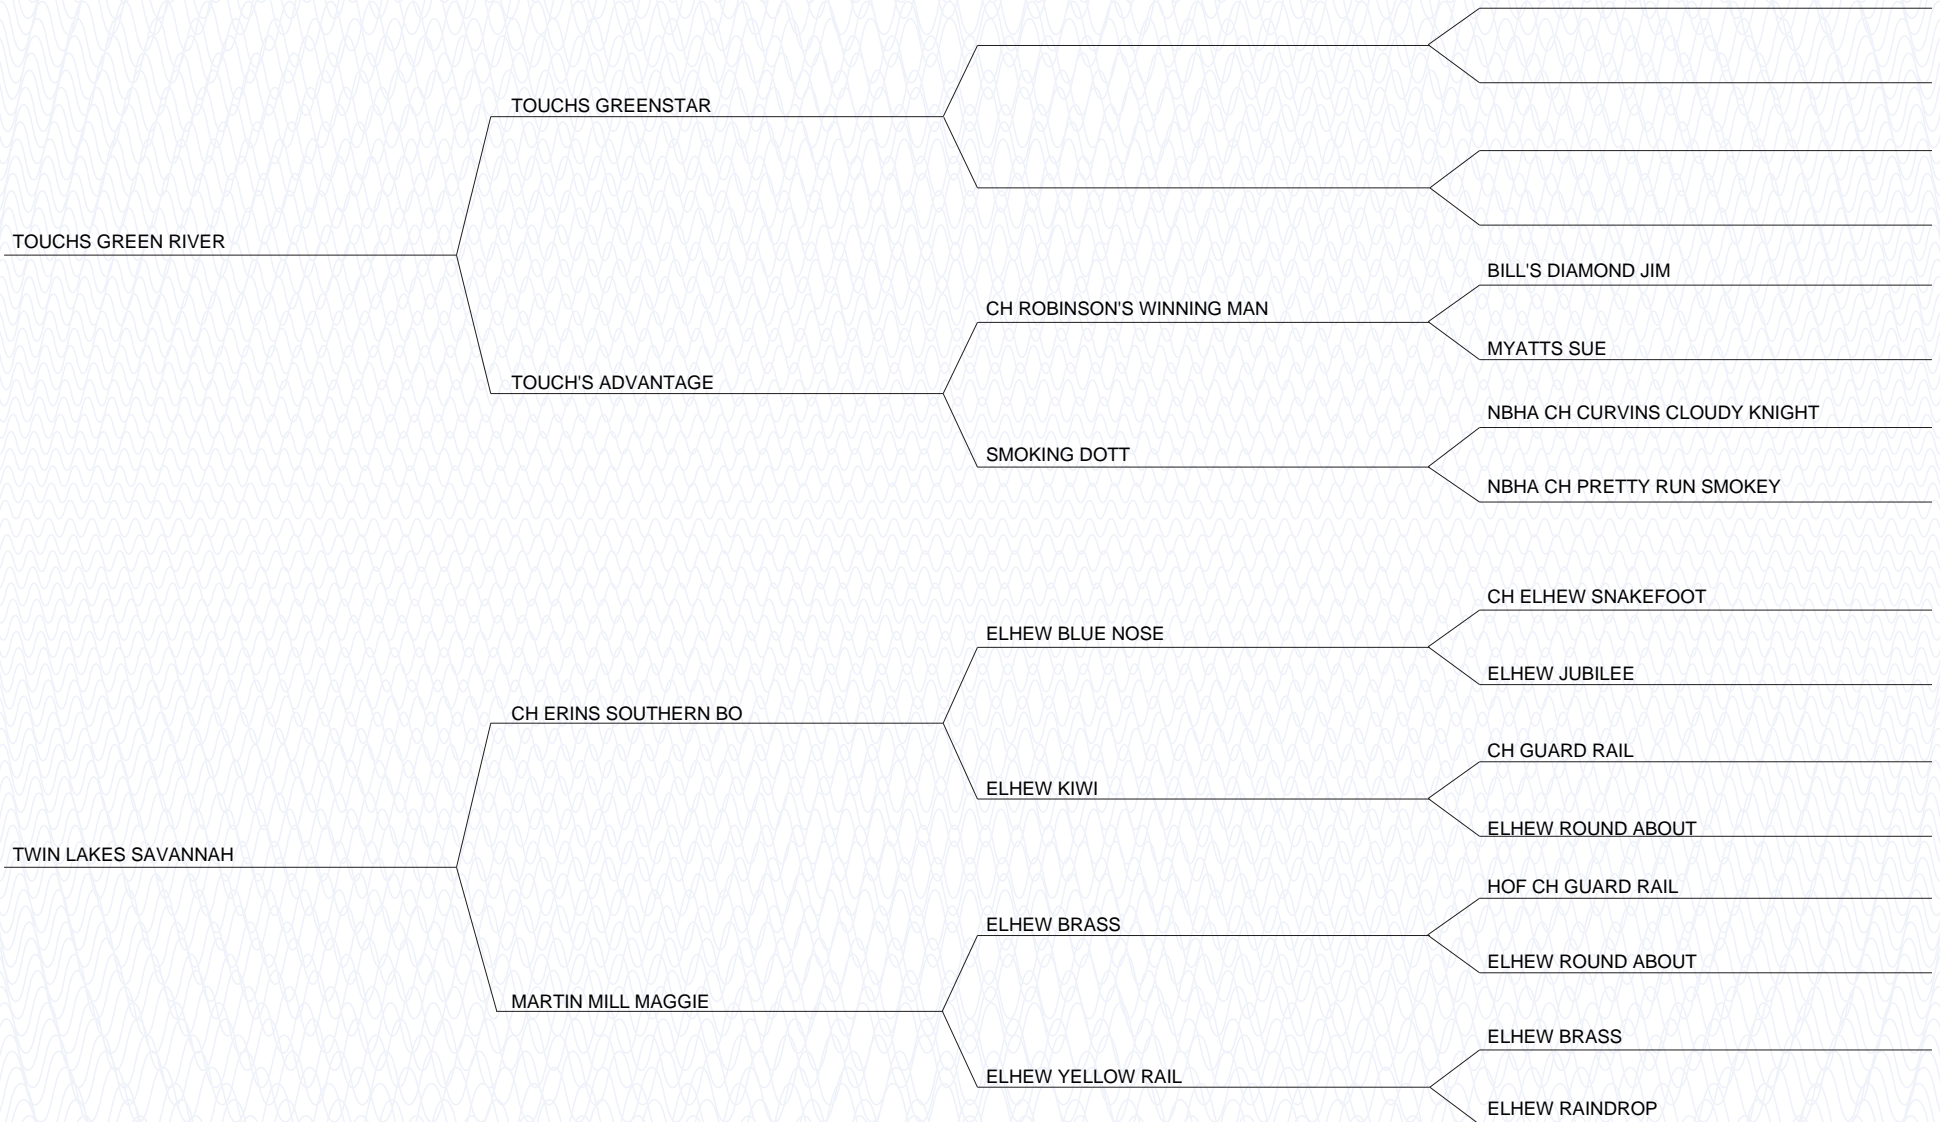 TOUCHS GREENSTAR
TOUCHS GREEN RIVER
BILL'S DIAMOND JIM
CH ROBINSON'S WINNING MAN
MYATTS SUE
TOUCH'S ADVANTAGE
NBHA CH CURVINS CLOUDY KNIGHT
SMOKING DOTT
NBHA CH PRETTY RUN SMOKEY
CH ELHEW SNAKEFOOT
ELHEW BLUE NOSE
ELHEW JUBILEE
CH ERINS SOUTHERN BO
CH GUARD RAIL
ELHEW KIWI
ELHEW ROUND ABOUT
TWIN LAKES SAVANNAH
HOF CH GUARD RAIL
ELHEW BRASS
ELHEW ROUND ABOUT
MARTIN MILL MAGGIE
ELHEW BRASS
ELHEW YELLOW RAIL
ELHEW RAINDROP